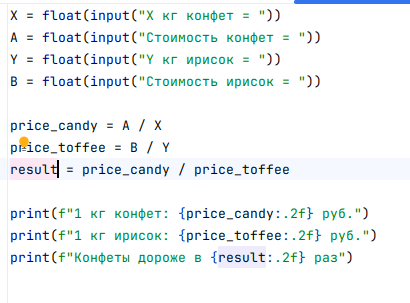 X = float(input("X кг конфет = "))
A = float(input("Стоимость конфет = "))
Y = float(input("Y кг ирисок = "))
B = float(input("Стоимость ирисок = "))
price_candy = A / X
price_toffee = B / Y
result = price_candy / price_toffee
print(f"1 кг конфет: {price_candy:.2f} руб.")
print(f"1 кг ирисок: {price_toffee:.2f} руб.")
print(f"Конфеты дороже в {result:.2f} раз")